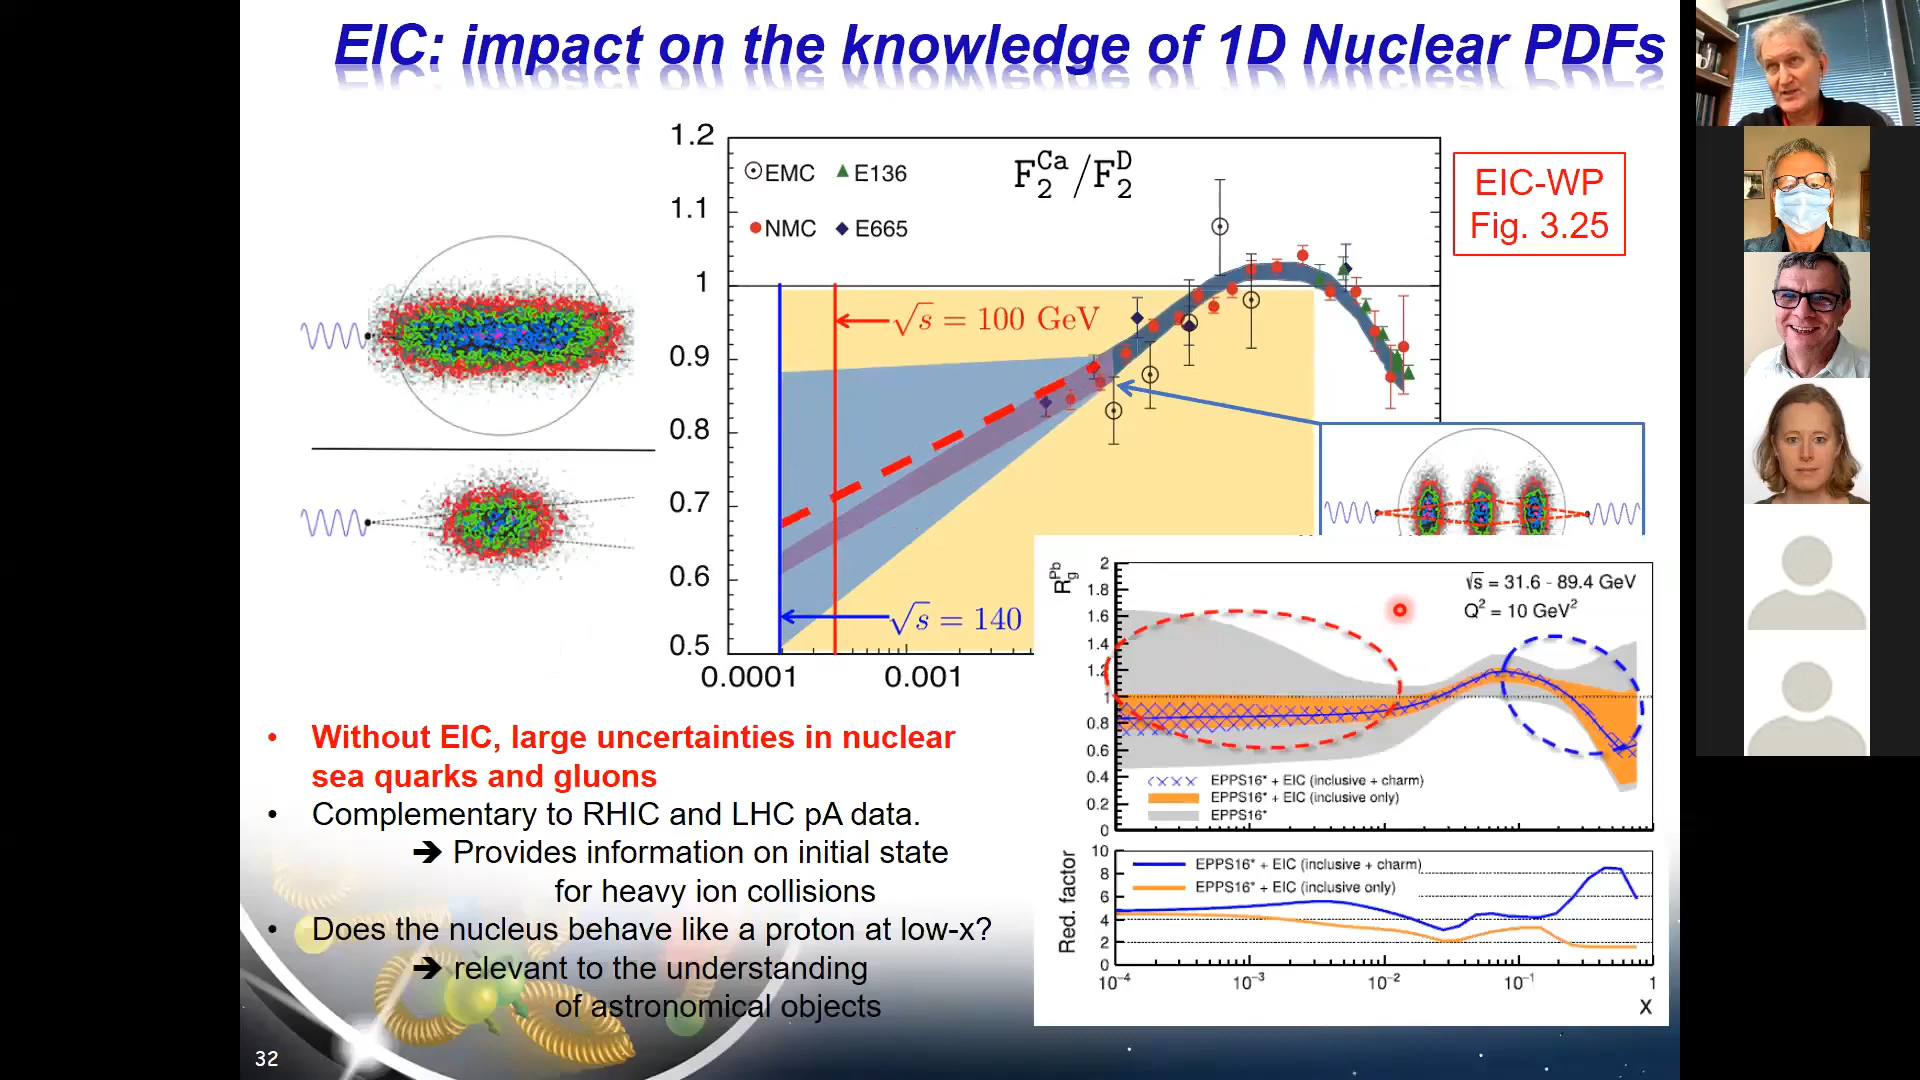 EIC: impact on the knowledge of 1D Nuclear PDFs
1.2
1.1
1
0.9
0.8
0.7
0.6
0.5
0.0001
0.001
EMC
E136
NMC
E665
F₂^Ca/F₂^D
EIC-WP
Fig. 3.25
√s = 100 GeV
√s = 140
R_g^Pb
2
1.8
1.6
1.4
1.2
1
0.8
0.6
0.4
0.2
0
√s = 31.6 - 89.4 GeV
Q² = 10 GeV²
EPPS16* + EIC (inclusive + charm)
EPPS16* + EIC (inclusive only)
EPPS16*
Red. factor
10
8
6
4
2
0
EPPS16* + EIC (inclusive + charm)
EPPS16* + EIC (inclusive only)
10⁻⁴
10⁻³
10⁻²
10⁻¹
1
x
• Without EIC, large uncertainties in nuclear
sea quarks and gluons
• Complementary to RHIC and LHC pA data.
➔ Provides information on initial state
for heavy ion collisions
• Does the nucleus behave like a proton at low-x?
➔ relevant to the understanding
of astronomical objects
32